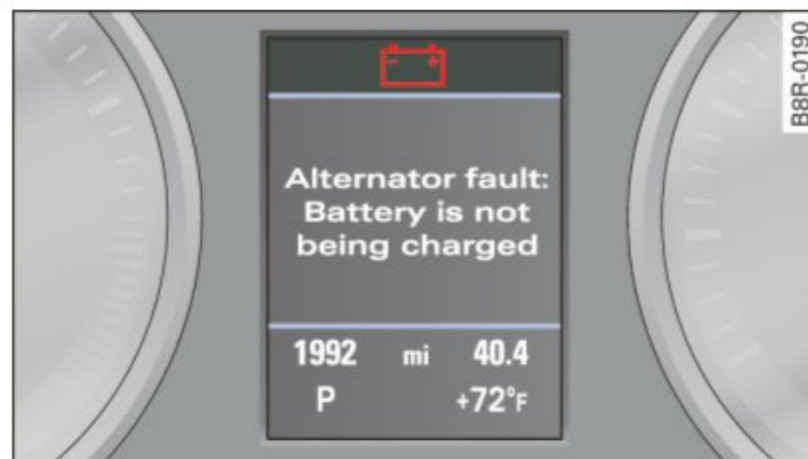 Alternator fault:
Battery is not
being charged
1992 mi 40.4
P +72°F
B8R-0190